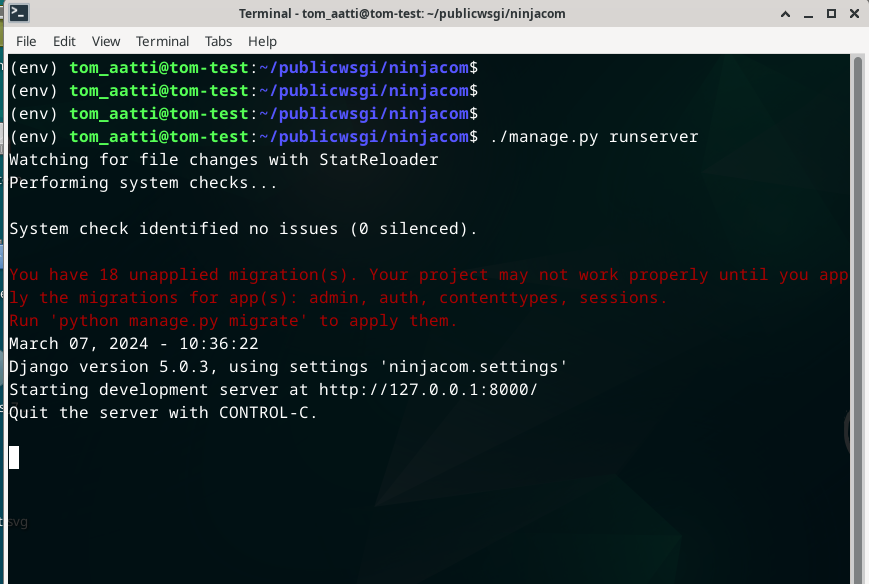 Terminal - tom_aatti@tom-test: ~/publicwsgi/ninjacom
File Edit View Terminal Tabs Help
(env) tom_aatti@tom-test:~/publicwsgi/ninjacom$
(env) tom_aatti@tom-test:~/publicwsgi/ninjacom$
(env) tom_aatti@tom-test:~/publicwsgi/ninjacom$
(env) tom_aatti@tom-test:~/publicwsgi/ninjacom$ ./manage.py runserver
Watching for file changes with StatReloader
Performing system checks...
System check identified no issues (0 silenced).
You have 18 unapplied migration(s). Your project may not work properly until you app
ly the migrations for app(s): admin, auth, contenttypes, sessions.
Run 'python manage.py migrate' to apply them.
March 07, 2024 - 10:36:22
Django version 5.0.3, using settings 'ninjacom.settings'
Starting development server at http://127.0.0.1:8000/
Quit the server with CONTROL-C.